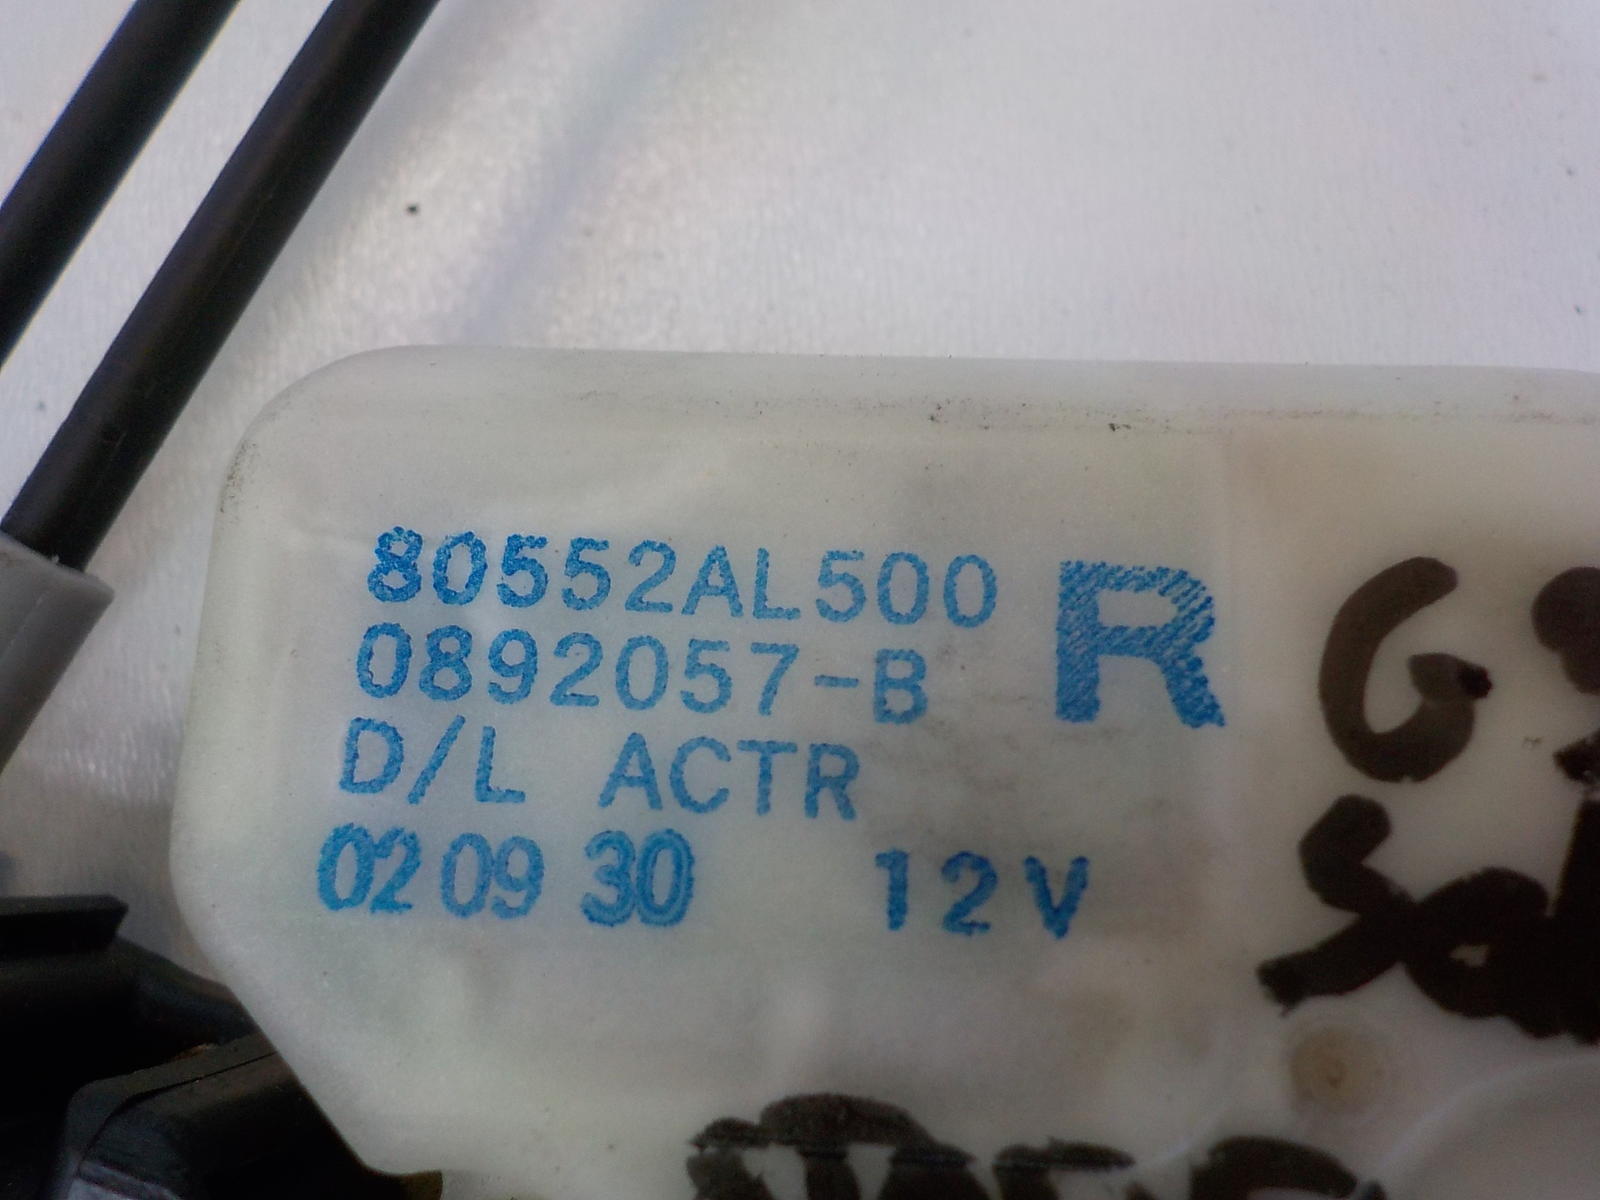 80552AL500
0892057-B R
D/L ACTR
02 09 30 12V